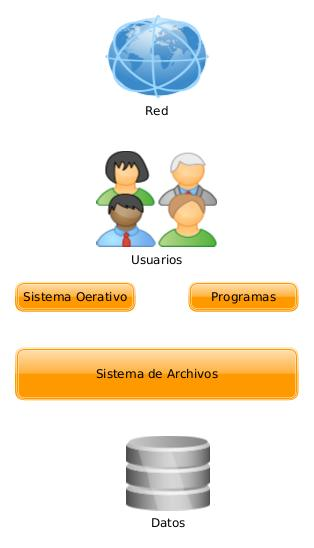 Red
Usuarios
Sistema Oerativo
Programas
Sistema de Archivos
Datos